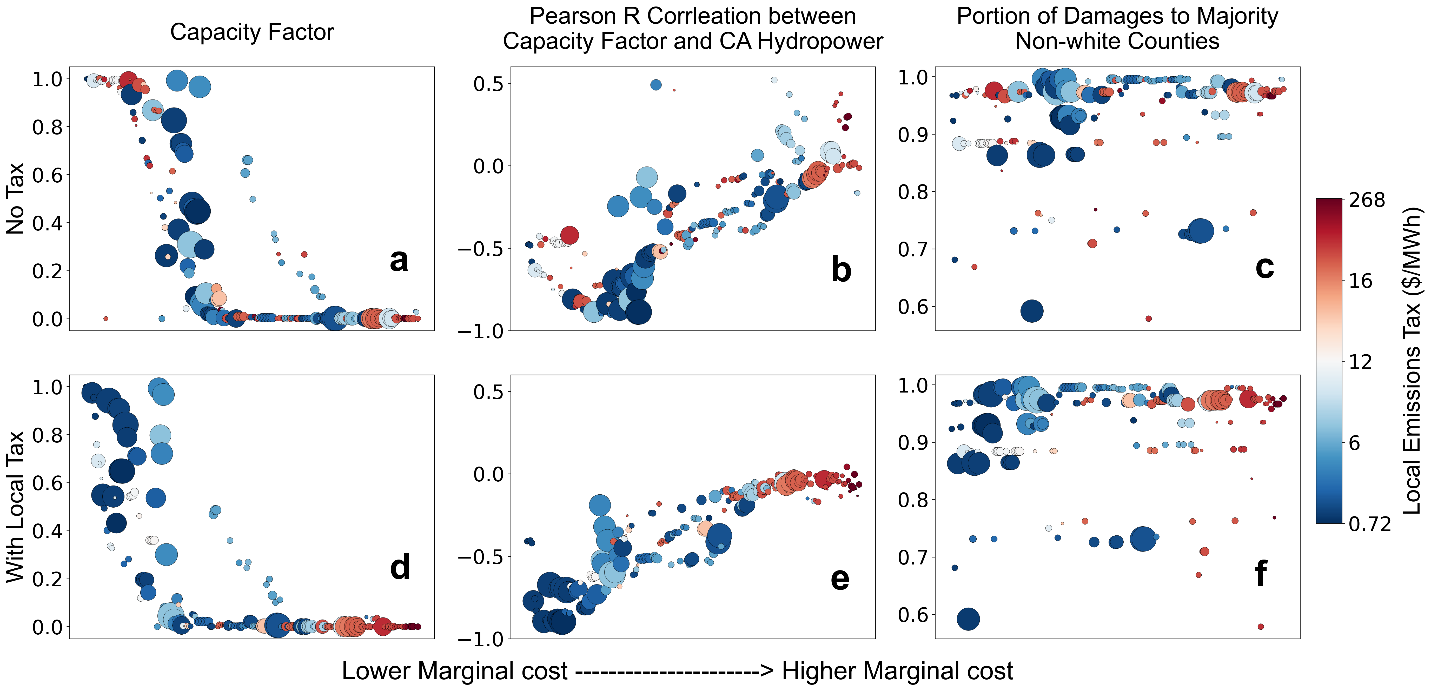 Capacity Factor
Pearson R Corrleation between
Capacity Factor and CA Hydropower
Portion of Damages to Majority
Non-white Counties
No Tax
1.0
0.8
0.6
0.4
0.2
0.0
a
0.5
0.0
−0.5
−1.0
b
1.0
0.9
0.8
0.7
0.6
c
With Local Tax
1.0
0.8
0.6
0.4
0.2
0.0
d
0.5
0.0
−0.5
−1.0
e
1.0
0.9
0.8
0.7
0.6
f
268
16
12
6
0.72
Local Emissions Tax ($/MWh)
Lower Marginal cost ----------------------> Higher Marginal cost